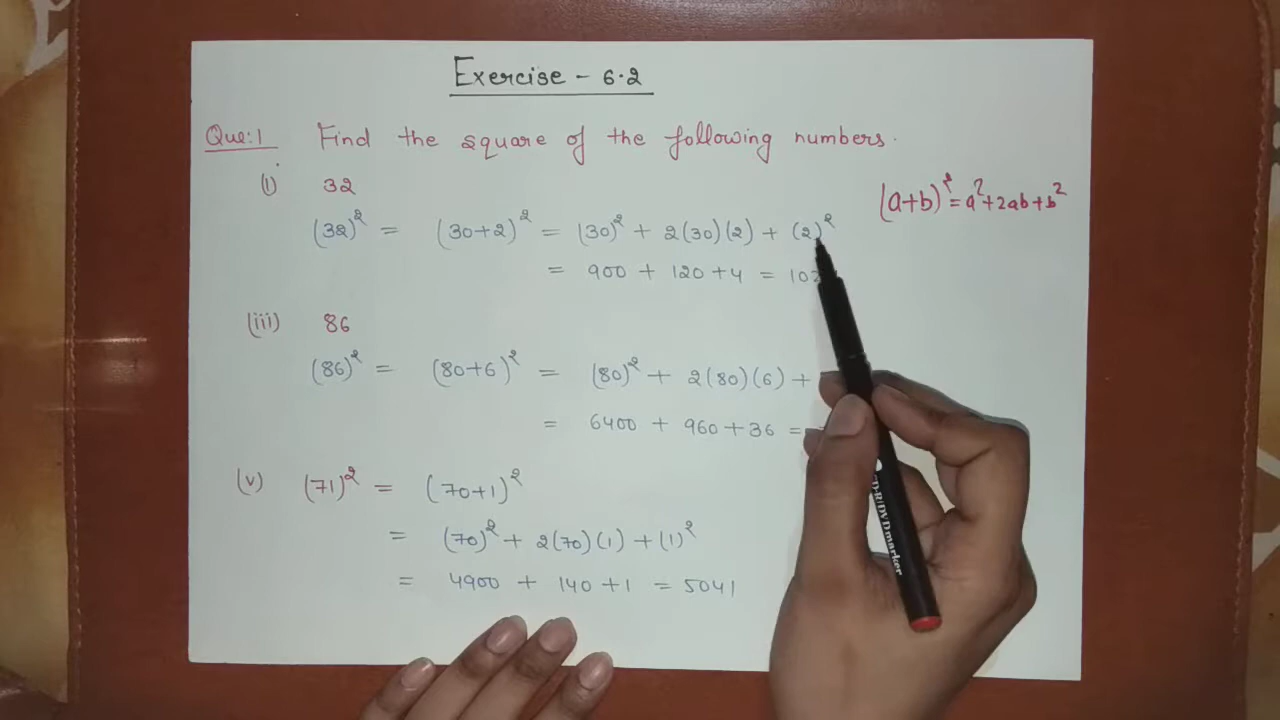 Exercise - 6.2
Que:1 Find the square of the following numbers.
(i) 32
(a+b)² = a²+2ab+b²
(32)² = (30+2)² = (30)² + 2(30)(2) + (2)²
= 900 + 120 + 4 =
(iii) 86
(86)² = (80+6)² = (80)² + 2(80)(6) +
= 6400 + 960 + 36 =
(v) (71)² = (70+1)²
= (70)² + 2(70)(1) + (1)²
= 4900 + 140 + 1 = 5041
CD-R/DVD marker